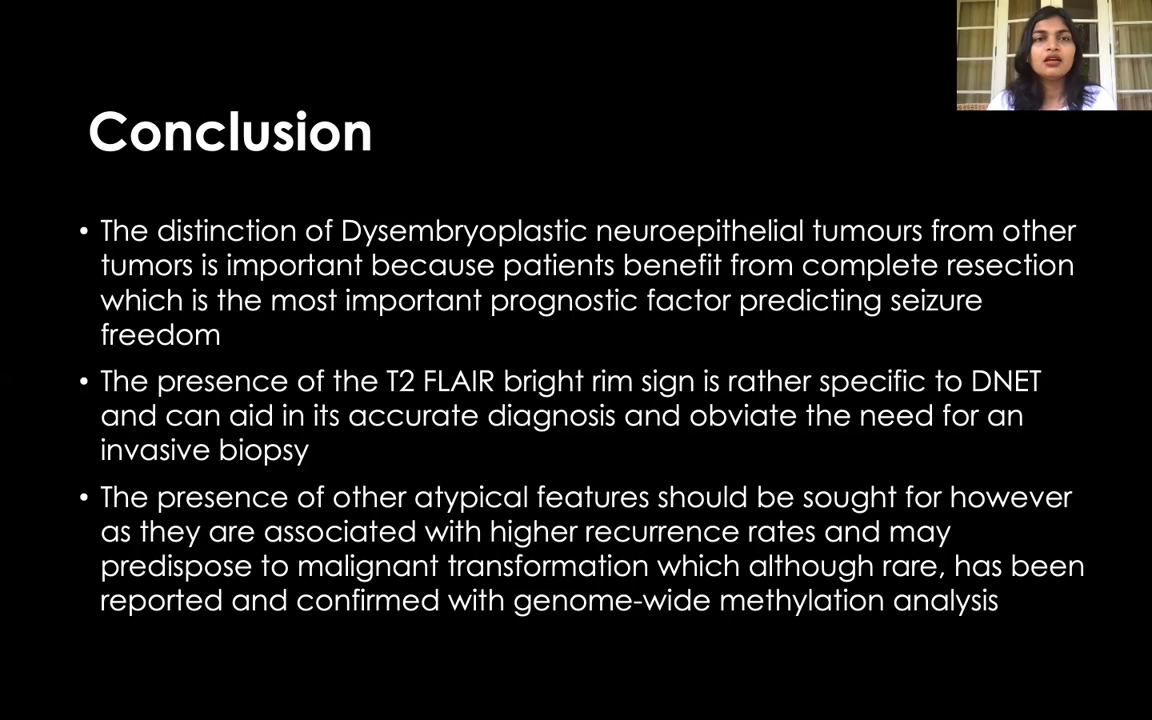 Conclusion
• The distinction of Dysembryoplastic neuroepithelial tumours from other
tumors is important because patients benefit from complete resection
which is the most important prognostic factor predicting seizure
freedom
• The presence of the T2 FLAIR bright rim sign is rather specific to DNET
and can aid in its accurate diagnosis and obviate the need for an
invasive biopsy
• The presence of other atypical features should be sought for however
as they are associated with higher recurrence rates and may
predispose to malignant transformation which although rare, has been
reported and confirmed with genome-wide methylation analysis